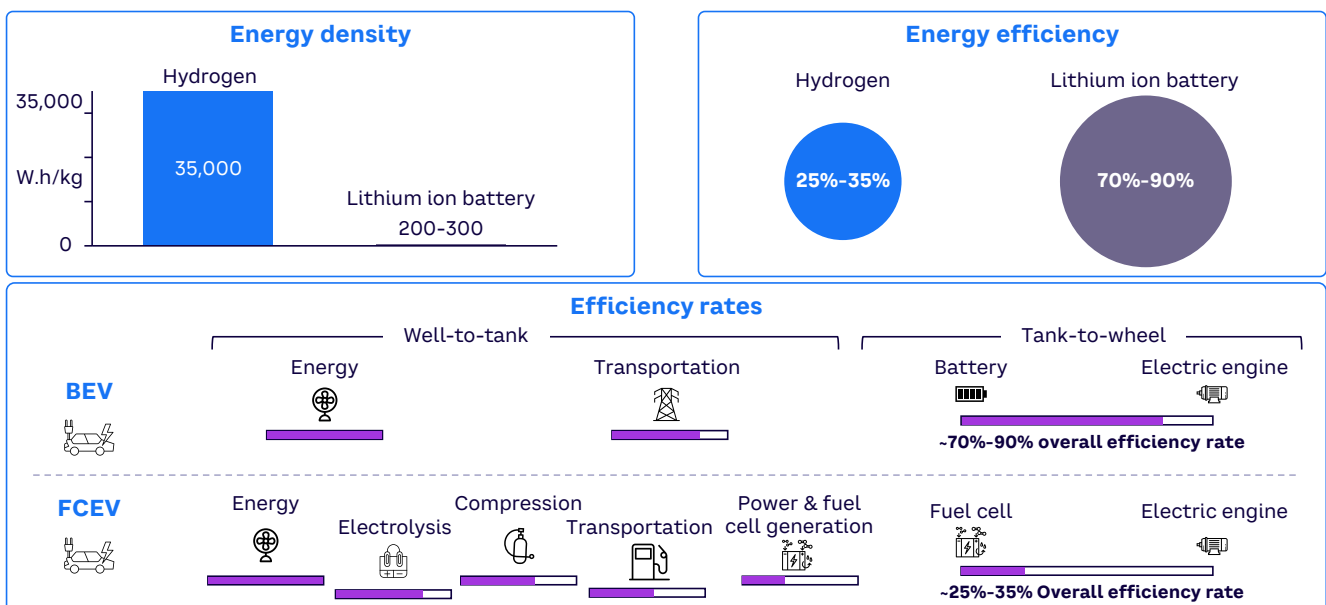 Energy density
Hydrogen
35,000
W.h/kg
0
35,000
Lithium ion battery
200-300
Energy efficiency
Hydrogen
25%-35%
Lithium ion battery
70%-90%
Efficiency rates
Well-to-tank
Tank-to-wheel
BEV
Energy
Transportation
Battery
Electric engine
~70%-90% overall efficiency rate
FCEV
Energy
Electrolysis
Compression
Transportation
Power & fuel
cell generation
Fuel cell
Electric engine
~25%-35% Overall efficiency rate